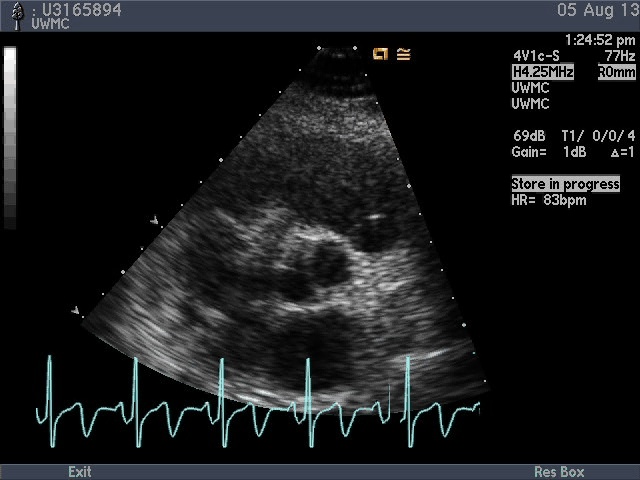 : U3165894
05 Aug 13
UWMC
1:24:52 pm
4V1c-S 77Hz
H4.25MHz R0mm
UWMC
UWMC
69dB T1/ 0/0/4
Gain= 1dB Δ=1
Store in progress
HR= 83bpm
Exit
Res Box